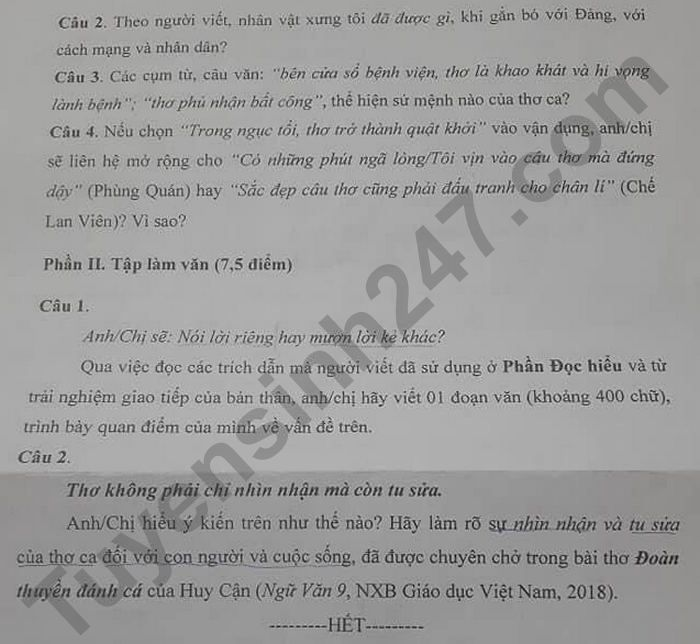 Câu 2. Theo người viết, nhân vật xưng tôi đã được gì, khi gắn bó với Đảng, với
cách mạng và nhân dân?
Câu 3. Các cụm từ, câu văn: “bên cửa sổ bệnh viện, thơ là khao khát và hi vọng
lành bệnh”; “thơ phủ nhận bất công”, thể hiện sứ mệnh nào của thơ ca?
Câu 4. Nếu chọn “Trong ngục tối, thơ trở thành quật khởi” vào vận dụng, anh/chị
sẽ liên hệ mở rộng cho “Có những phút ngã lòng/Tôi vịn vào câu thơ mà đứng
dậy” (Phùng Quán) hay “Sắc đẹp câu thơ cũng phải đấu tranh cho chân lí” (Chế
Lan Viên)? Vì sao?
Phần II. Tập làm văn (7,5 điểm)
Câu 1.
Anh/Chị sẽ: Nói lời riêng hay mượn lời kẻ khác?
Qua việc đọc các trích dẫn mà người viết đã sử dụng ở Phần Đọc hiểu và từ
trải nghiệm giao tiếp của bản thân, anh/chị hãy viết 01 đoạn văn (khoảng 400 chữ),
trình bày quan điểm của mình về vấn đề trên.
Câu 2.
Thơ không phải chỉ nhìn nhận mà còn tu sửa.
Anh/Chị hiểu ý kiến trên như thế nào? Hãy làm rõ sự nhìn nhận và tu sửa
của thơ ca đối với con người và cuộc sống, đã được chuyên chở trong bài thơ Đoàn
thuyền đánh cá của Huy Cận (Ngữ Văn 9, NXB Giáo dục Việt Nam, 2018).
---------HẾT---------
Tuyensinh247.com